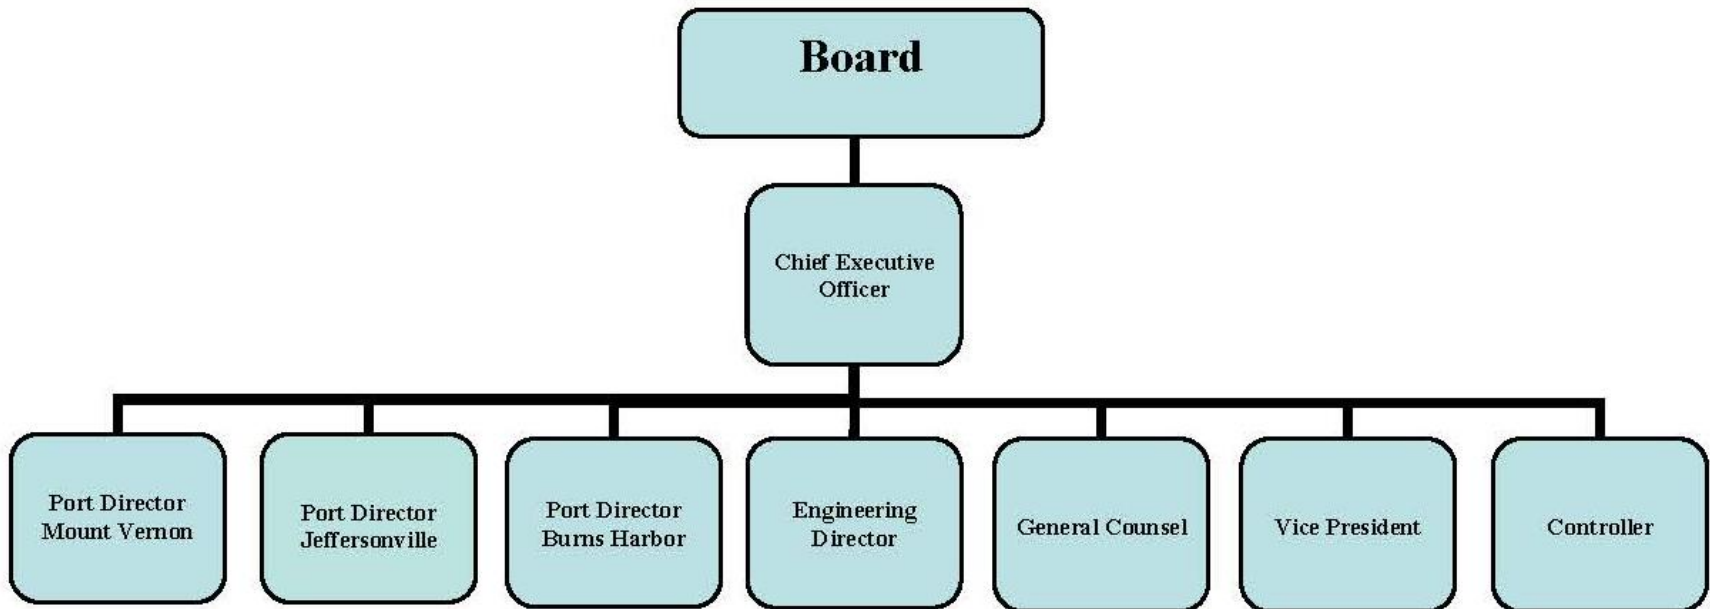 Board
Chief Executive
Officer
Port Director
Mount Vernon
Port Director
Jeffersonville
Port Director
Burns Harbor
Engineering
Director
General Counsel
Vice President
Controller